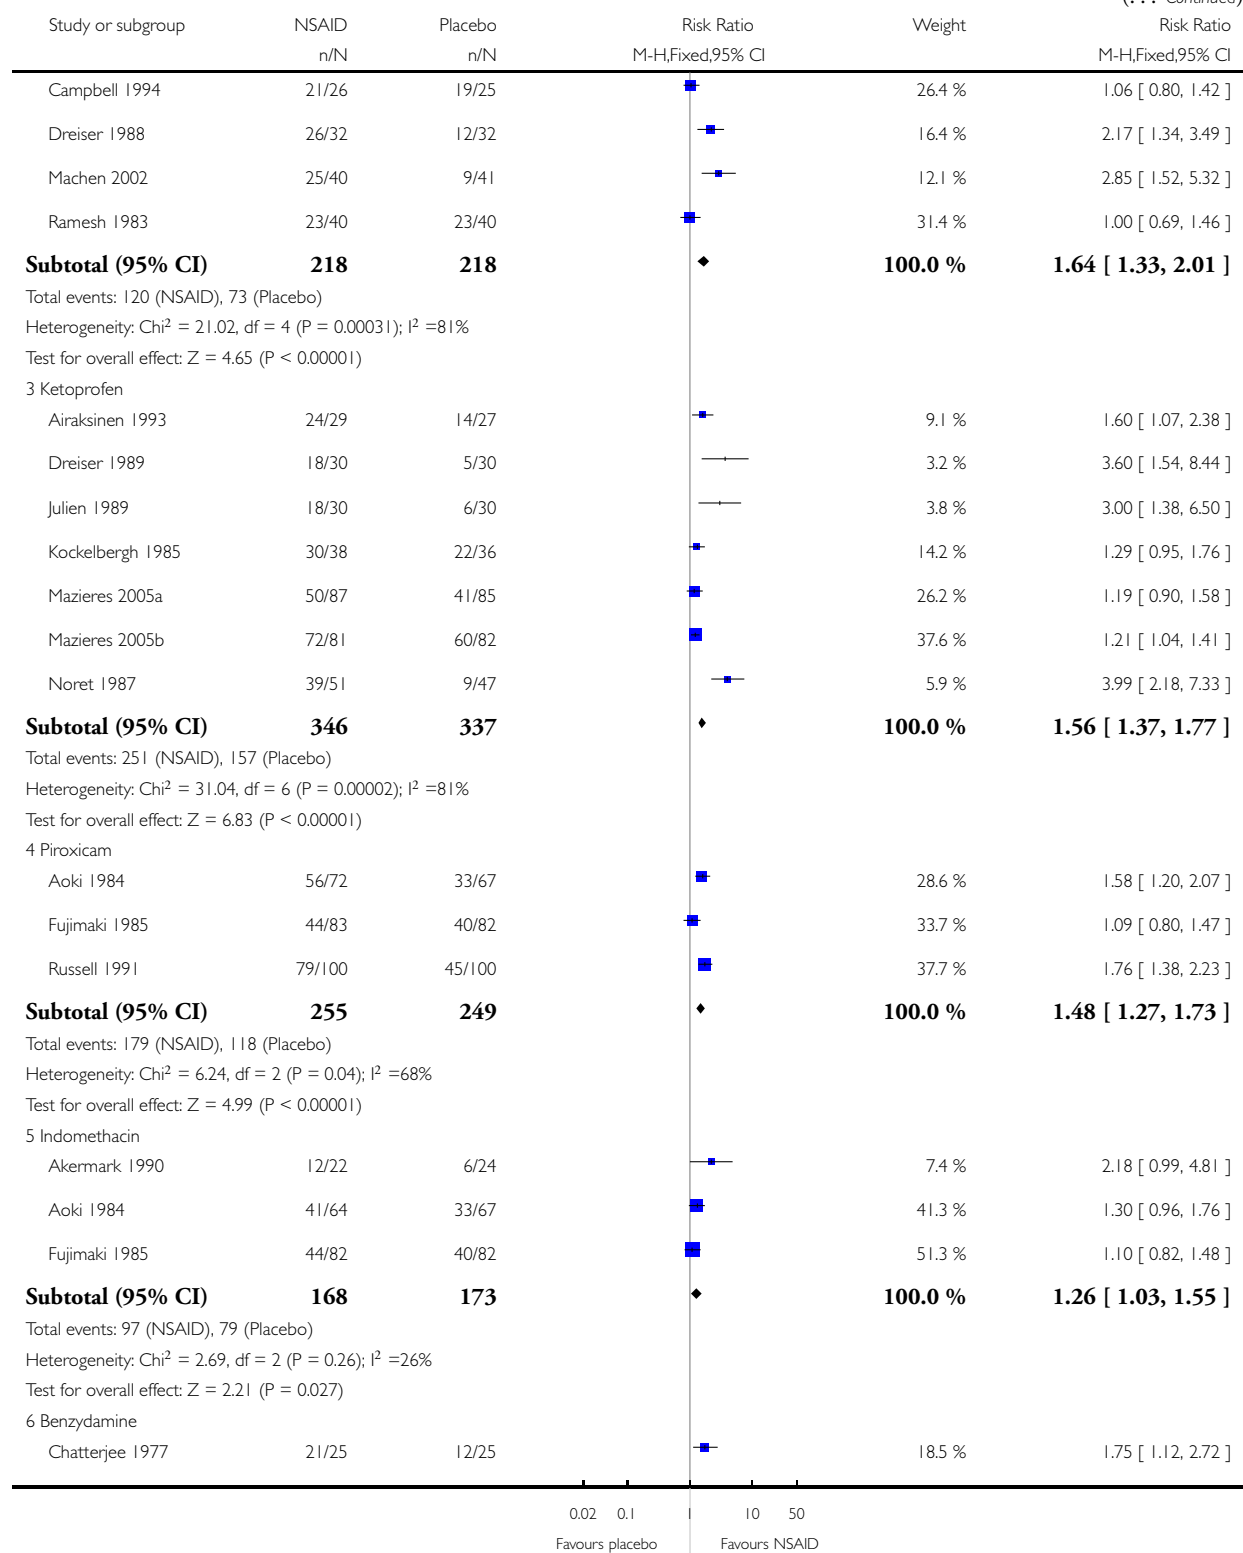 (. . . Continued)
Study or subgroup NSAID Placebo Risk Ratio Weight Risk Ratio
n/N n/N M-H,Fixed,95% CI M-H,Fixed,95% CI
Campbell 1994 21/26 19/25 26.4 % 1.06 [ 0.80, 1.42 ]
Dreiser 1988 26/32 12/32 16.4 % 2.17 [ 1.34, 3.49 ]
Machen 2002 25/40 9/41 12.1 % 2.85 [ 1.52, 5.32 ]
Ramesh 1983 23/40 23/40 31.4 % 1.00 [ 0.69, 1.46 ]
Subtotal (95% CI) 218 218 100.0 % 1.64 [ 1.33, 2.01 ]
Total events: 120 (NSAID), 73 (Placebo)
Heterogeneity: Chi² = 21.02, df = 4 (P = 0.00031); I² =81%
Test for overall effect: Z = 4.65 (P < 0.00001)
3 Ketoprofen
Airaksinen 1993 24/29 14/27 9.1 % 1.60 [ 1.07, 2.38 ]
Dreiser 1989 18/30 5/30 3.2 % 3.60 [ 1.54, 8.44 ]
Julien 1989 18/30 6/30 3.8 % 3.00 [ 1.38, 6.50 ]
Kockelbergh 1985 30/38 22/36 14.2 % 1.29 [ 0.95, 1.76 ]
Mazieres 2005a 50/87 41/85 26.2 % 1.19 [ 0.90, 1.58 ]
Mazieres 2005b 72/81 60/82 37.6 % 1.21 [ 1.04, 1.41 ]
Noret 1987 39/51 9/47 5.9 % 3.99 [ 2.18, 7.33 ]
Subtotal (95% CI) 346 337 100.0 % 1.56 [ 1.37, 1.77 ]
Total events: 251 (NSAID), 157 (Placebo)
Heterogeneity: Chi² = 31.04, df = 6 (P = 0.00002); I² =81%
Test for overall effect: Z = 6.83 (P < 0.00001)
4 Piroxicam
Aoki 1984 56/72 33/67 28.6 % 1.58 [ 1.20, 2.07 ]
Fujimaki 1985 44/83 40/82 33.7 % 1.09 [ 0.80, 1.47 ]
Russell 1991 79/100 45/100 37.7 % 1.76 [ 1.38, 2.23 ]
Subtotal (95% CI) 255 249 100.0 % 1.48 [ 1.27, 1.73 ]
Total events: 179 (NSAID), 118 (Placebo)
Heterogeneity: Chi² = 6.24, df = 2 (P = 0.04); I² =68%
Test for overall effect: Z = 4.99 (P < 0.00001)
5 Indomethacin
Akermark 1990 12/22 6/24 7.4 % 2.18 [ 0.99, 4.81 ]
Aoki 1984 41/64 33/67 41.3 % 1.30 [ 0.96, 1.76 ]
Fujimaki 1985 44/82 40/82 51.3 % 1.10 [ 0.82, 1.48 ]
Subtotal (95% CI) 168 173 100.0 % 1.26 [ 1.03, 1.55 ]
Total events: 97 (NSAID), 79 (Placebo)
Heterogeneity: Chi² = 2.69, df = 2 (P = 0.26); I² =26%
Test for overall effect: Z = 2.21 (P = 0.027)
6 Benzydamine
Chatterjee 1977 21/25 12/25 18.5 % 1.75 [ 1.12, 2.72 ]
0.02 0.1 1 10 50
Favours placebo Favours NSAID